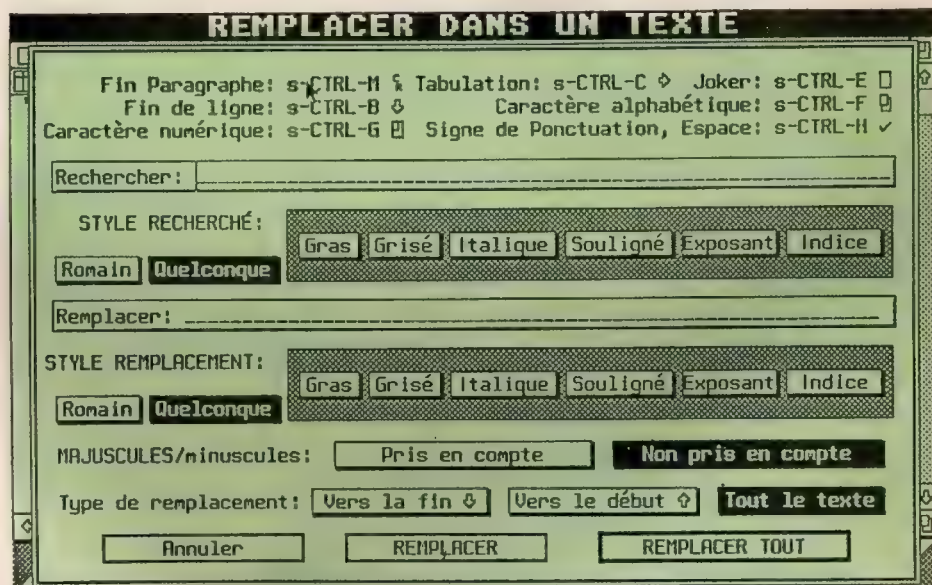 REMPLACER DANS UN TEXTE
Fin Paragraphe: s-CTRL-M Tabulation: s-CTRL-C Joker: s-CTRL-E
Fin de ligne: s-CTRL-B Caractère alphabétique: s-CTRL-F
Caractère numérique: s-CTRL-G Signe de Ponctuation, Espace: s-CTRL-H
Rechercher:
STYLE RECHERCHÉ:
Gras Grisé Italique Souligné Exposant Indice
Romain Quelconque
Remplacer:
STYLE REMPLACEMENT:
Gras Grisé Italique Souligné Exposant Indice
Romain Quelconque
MAJUSCULES/minuscules: Pris en compte Non pris en compte
Type de remplacement: Vers la fin Vers le début Tout le texte
Annuler REMPLACER REMPLACER TOUT